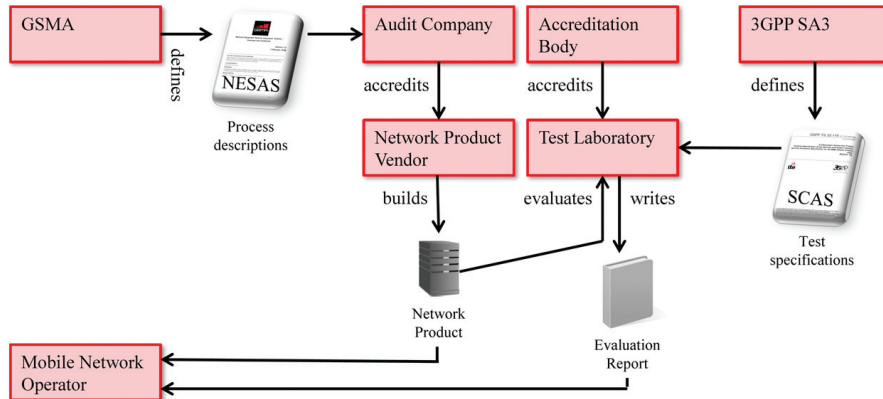 GSMA
defines
NESAS
Process
descriptions
Audit Company
accredits
Network Product
Vendor
builds
Network
Product
Accreditation
Body
accredits
Test Laboratory
evaluates
writes
Evaluation
Report
3GPP SA3
defines
SCAS
Test
specifications
Mobile Network
Operator